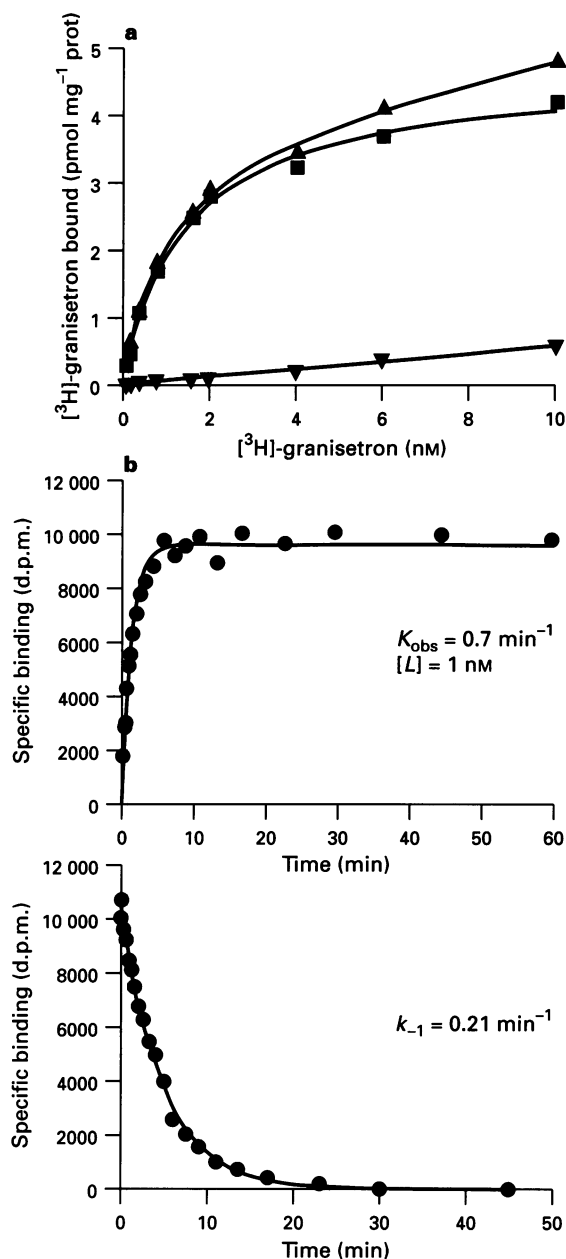 a
[³H]-granisetron bound (pmol mg⁻¹ prot)
5
4
3
2
1
0
0 2 4 6 8 10
[³H]-granisetron (nM)
b
Specific binding (d.p.m.)
12 000
10 000
8000
6000
4000
2000
0
K_obs = 0.7 min⁻¹
[L] = 1 nM
0 10 20 30 40 50 60
Time (min)
Specific binding (d.p.m.)
12 000
10 000
8000
6000
4000
2000
0
k₋₁ = 0.21 min⁻¹
0 10 20 30 40 50
Time (min)